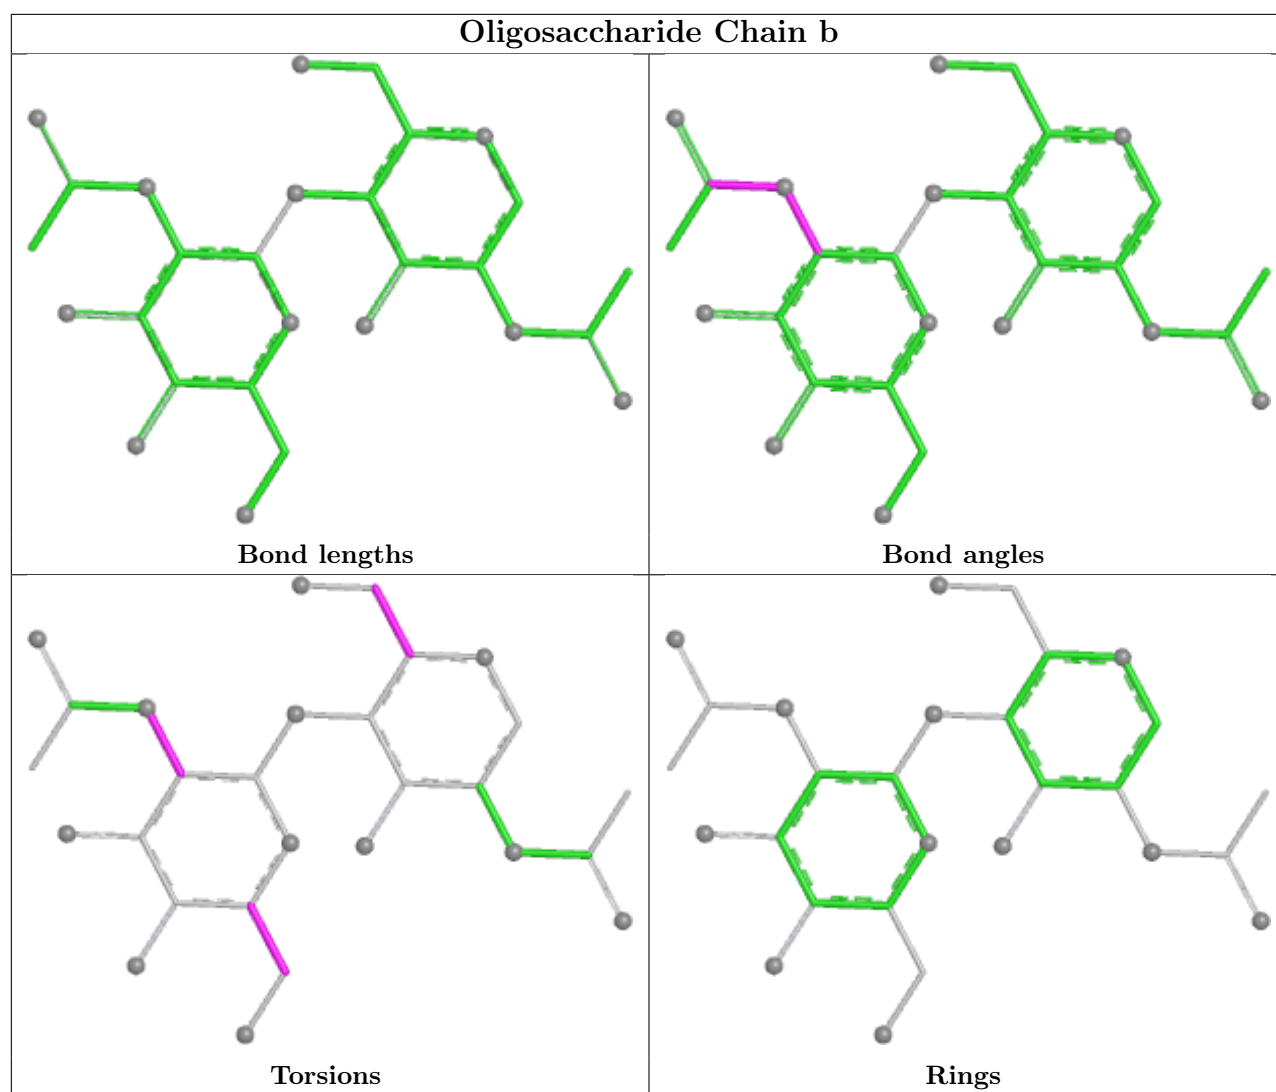 Oligosaccharide Chain b
Bond lengths
Bond angles
Torsions
Rings